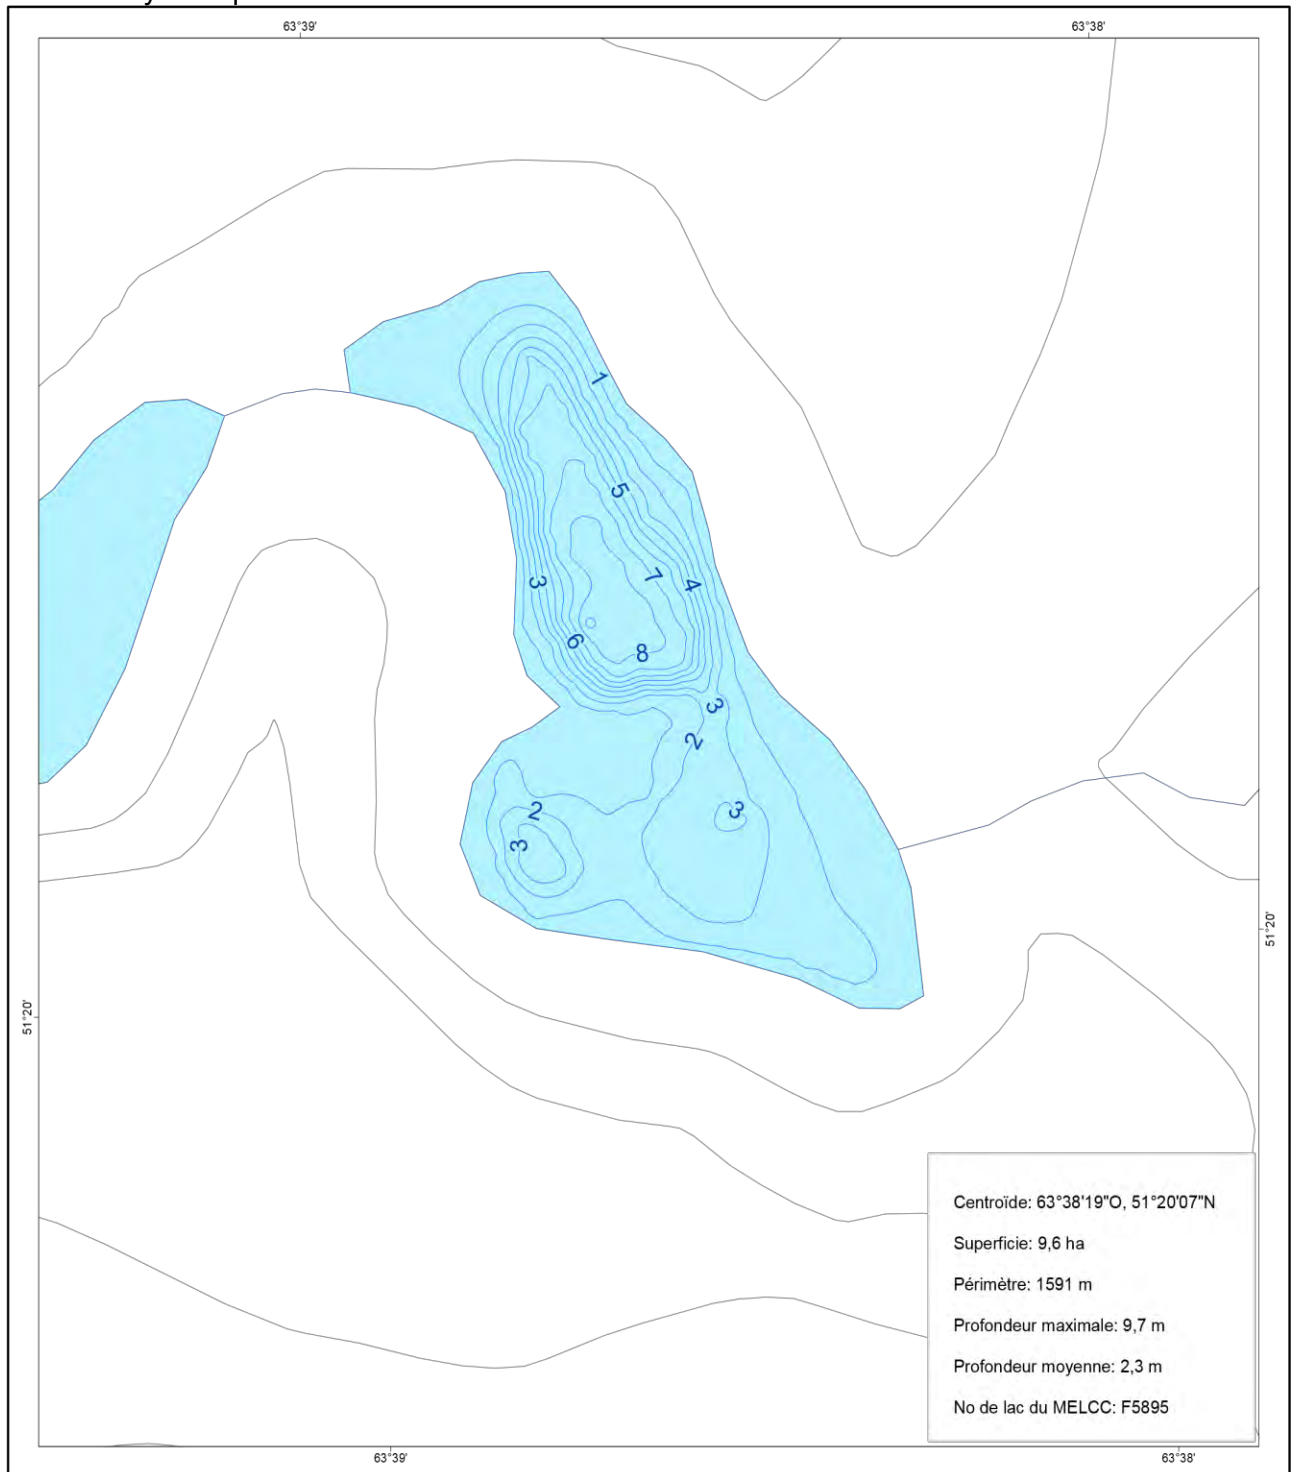 63°39' 63°38'
1
5
3
7
4
6
8
3
2
2
3
3
51°20'
51°20'
Centroïde: 63°38'19"O, 51°20'07"N
Superficie: 9,6 ha
Périmètre: 1591 m
Profondeur maximale: 9,7 m
Profondeur moyenne: 2,3 m
No de lac du MELCC: F5895
63°39' 63°38'